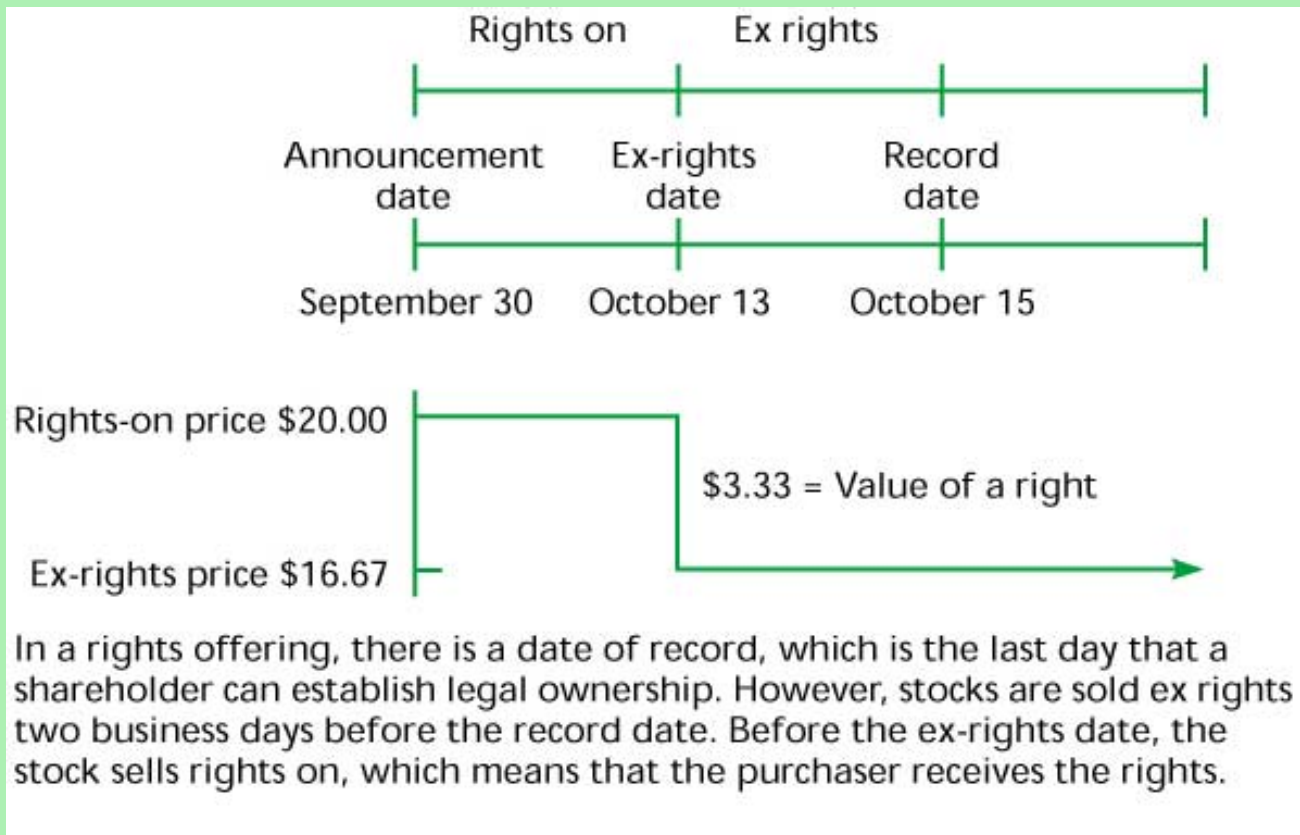 Rights on Ex rights
Announcement Ex-rights Record
date date date
September 30 October 13 October 15
Rights-on price $20.00
$3.33 = Value of a right
Ex-rights price $16.67
In a rights offering, there is a date of record, which is the last day that a
shareholder can establish legal ownership. However, stocks are sold ex rights
two business days before the record date. Before the ex-rights date, the
stock sells rights on, which means that the purchaser receives the rights.